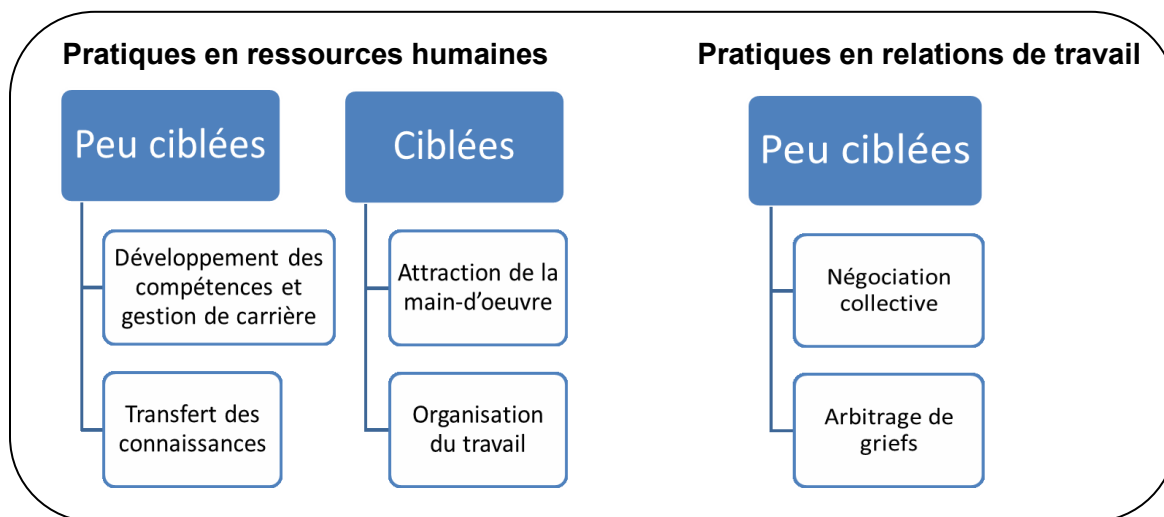 Pratiques en ressources humaines
Peu ciblées
Développement des
compétences et
gestion de carrière
Transfert des
connaissances
Ciblées
Attraction de la
main-d'oeuvre
Organisation
du travail
Pratiques en relations de travail
Peu ciblées
Négociation
collective
Arbitrage de
griefs